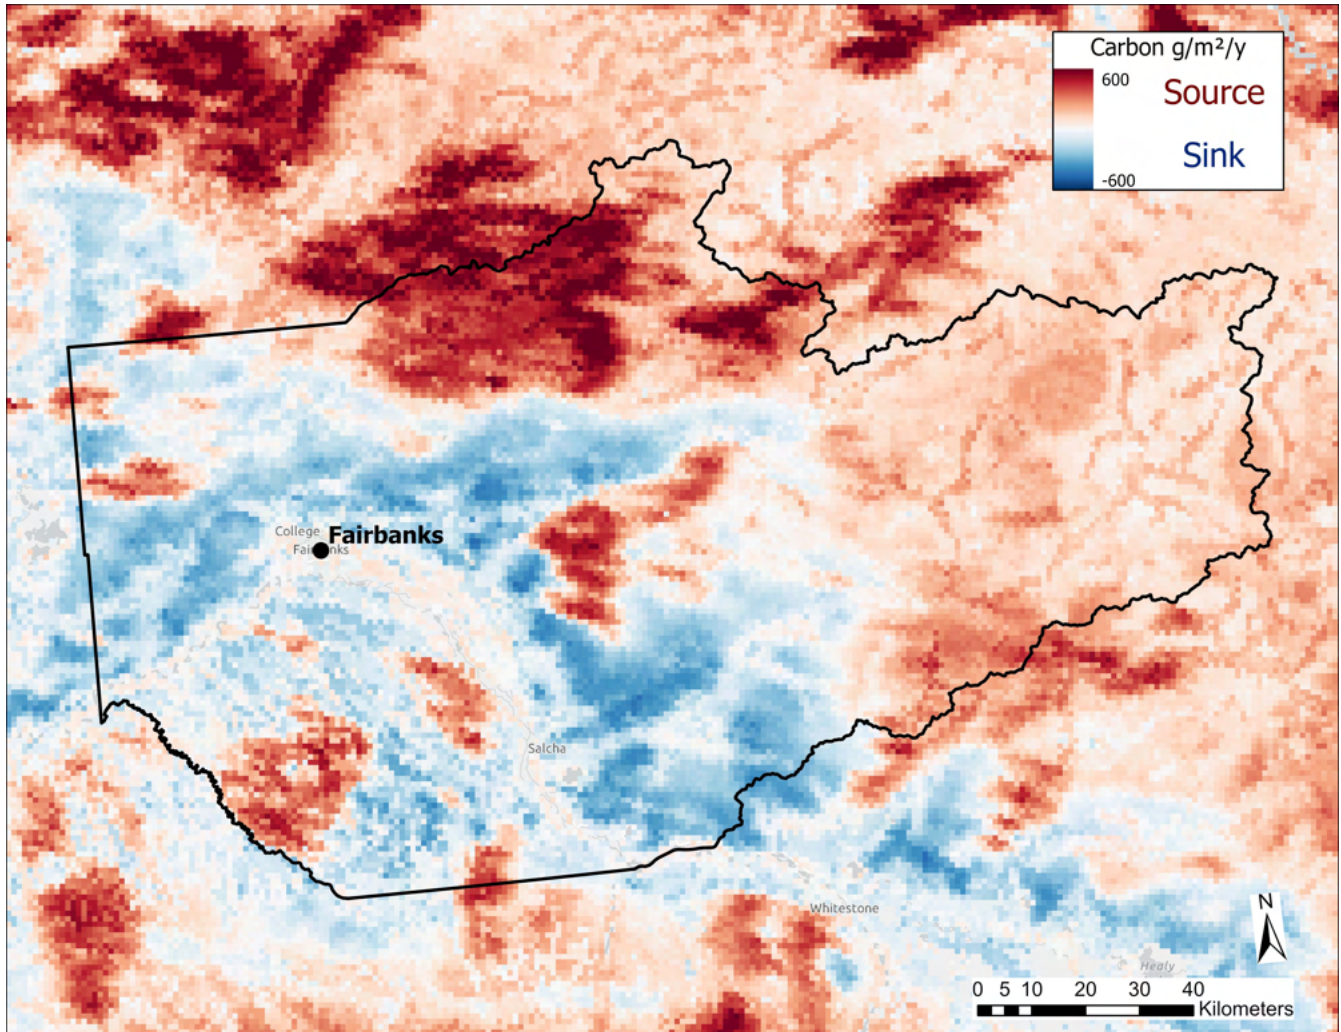 Carbon g/m²/y
600
Source
Sink
-600
College
Fairbanks
Fairbanks
Salcha
Whitestone
N
Healy
0 5 10 20 30 40
Kilometers